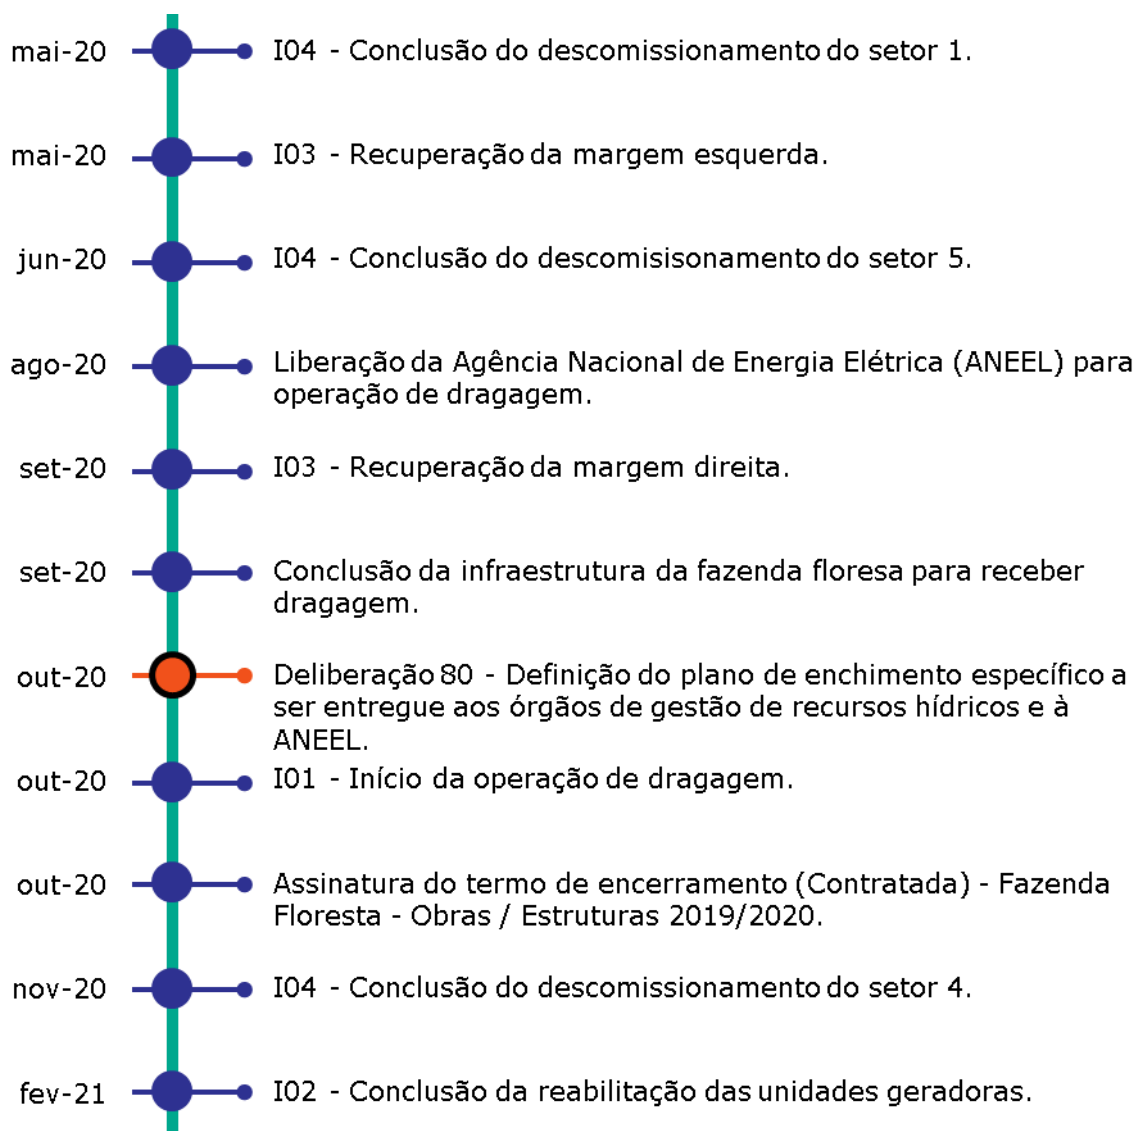 mai-20 I04 - Conclusão do descomissionamento do setor 1.
mai-20 I03 - Recuperação da margem esquerda.
jun-20 I04 - Conclusão do descomisisonamento do setor 5.
ago-20 Liberação da Agência Nacional de Energia Elétrica (ANEEL) para
operação de dragagem.
set-20 I03 - Recuperação da margem direita.
set-20 Conclusão da infraestrutura da fazenda floresa para receber
dragagem.
out-20 Deliberação 80 - Definição do plano de enchimento específico a
ser entregue aos órgãos de gestão de recursos hídricos e à
ANEEL.
out-20 I01 - Início da operação de dragagem.
out-20 Assinatura do termo de encerramento (Contratada) - Fazenda
Floresta - Obras / Estruturas 2019/2020.
nov-20 I04 - Conclusão do descomissionamento do setor 4.
fev-21 I02 - Conclusão da reabilitação das unidades geradoras.